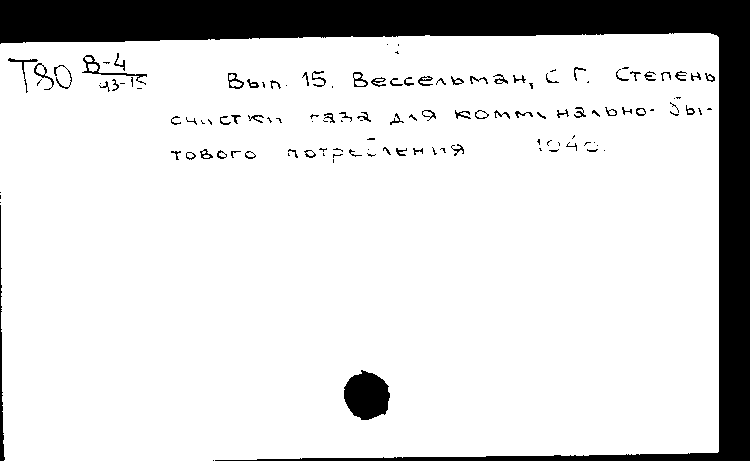 Т80 В-4
43-15
Вып. 15. Вессельман, С. Г. Степень
очистки газа для коммунально-бы-
тового потребления